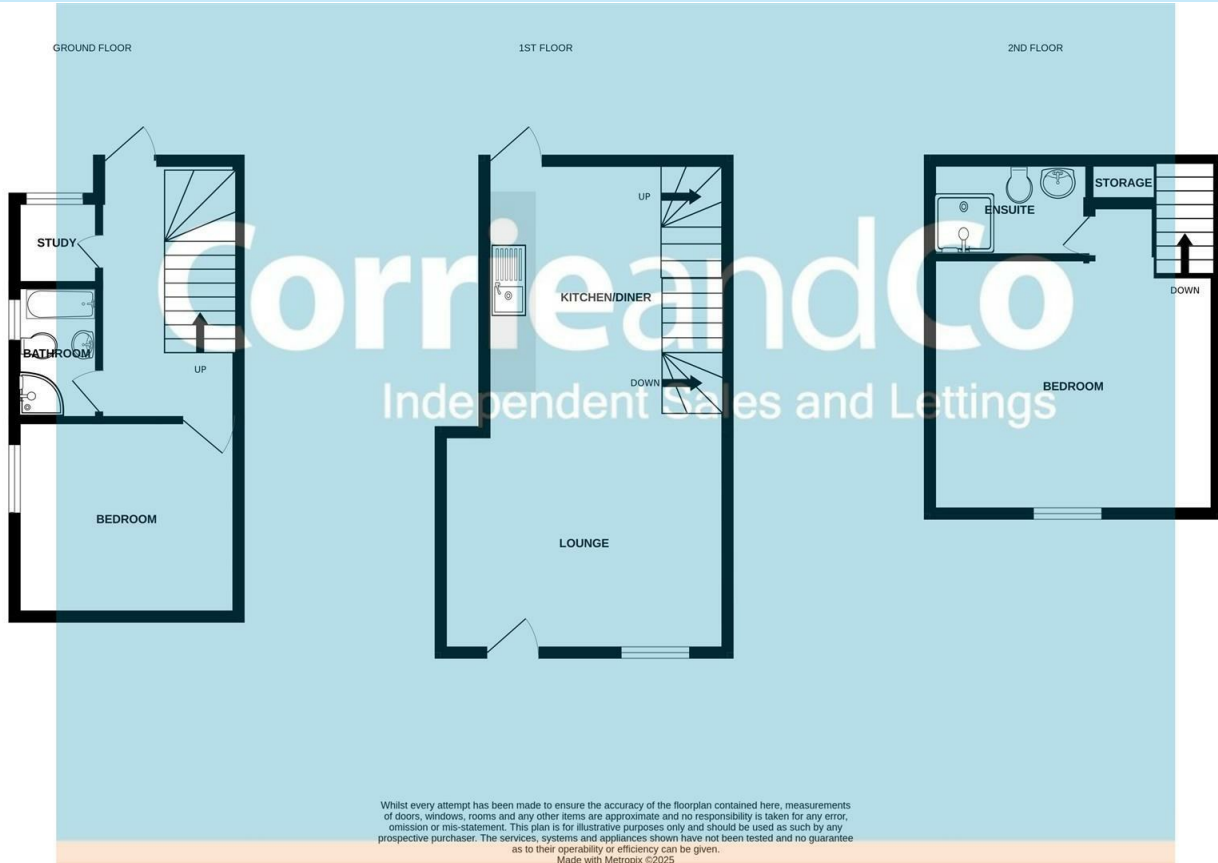 GROUND FLOOR
1ST FLOOR
2ND FLOOR
STUDY
BATHROOM
UP
BEDROOM
UP
KITCHEN/DINER
DOWN
LOUNGE
STORAGE
ENSUITE
DOWN
BEDROOM
CorrieandCo
Independent Sales and Lettings
Whilst every attempt has been made to ensure the accuracy of the floorplan contained here, measurements
of doors, windows, rooms and any other items are approximate and no responsibility is taken for any error,
omission or mis-statement. This plan is for illustrative purposes only and should be used as such by any
prospective purchaser. The services, systems and appliances shown have not been tested and no guarantee
as to their operability or efficiency can be given.
Made with Metropix ©2025